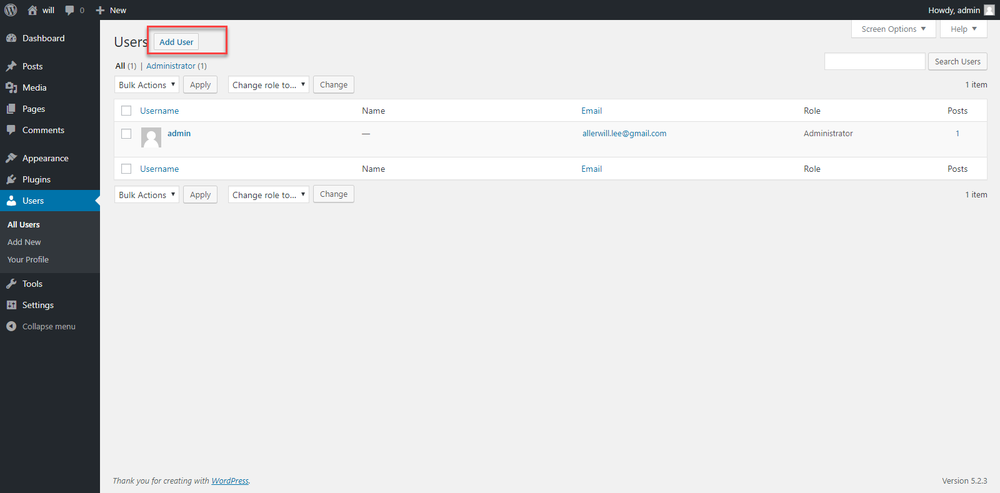 will 0 New Howdy, admin
Dashboard
Posts
Media
Pages
Comments
Appearance
Plugins
Users
All Users
Add New
Your Profile
Tools
Settings
Collapse menu
Screen Options ▼ Help ▼
Users Add User
All (1) | Administrator (1)
Search Users
Bulk Actions ▼ Apply Change role to... ▼ Change 1 item
Username Name Email Role Posts
admin — allerwill.lee@gmail.com Administrator 1
Username Name Email Role Posts
Bulk Actions ▼ Apply Change role to... ▼ Change 1 item
Thank you for creating with WordPress. Version 5.2.3